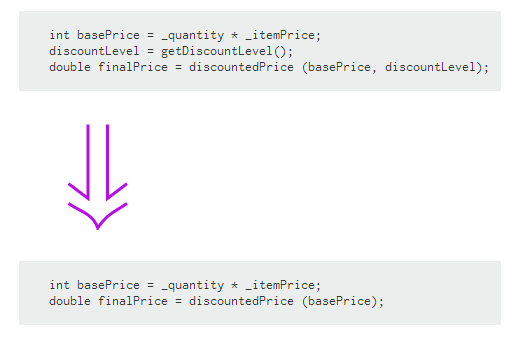 int basePrice = _quantity * _itemPrice;
discountLevel = getDiscountLevel();
double finalPrice = discountedPrice (basePrice, discountLevel);
int basePrice = _quantity * _itemPrice;
double finalPrice = discountedPrice (basePrice);